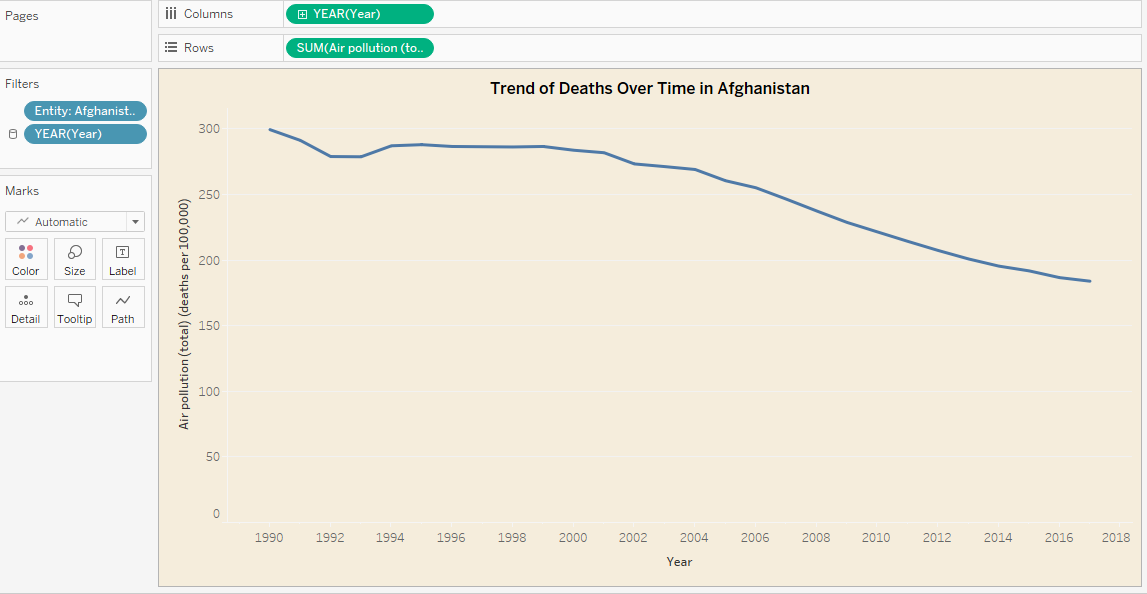 Pages
Columns
YEAR(Year)
Rows
SUM(Air pollution (to..
Filters
Entity: Afghanist..
YEAR(Year)
Marks
Automatic
Color
Size
Label
Detail
Tooltip
Path
Trend of Deaths Over Time in Afghanistan
Air pollution (total) (deaths per 100,000)
300
250
200
150
100
50
0
1990 1992 1994 1996 1998 2000 2002 2004 2006 2008 2010 2012 2014 2016 2018
Year